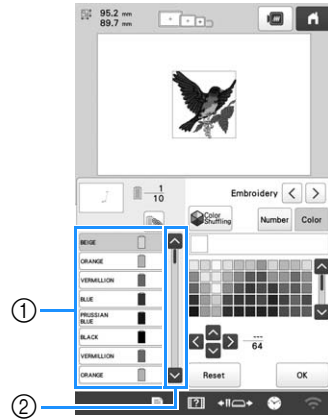 95.2 mm
89.7 mm
1
10
Embroidery
Color
Shuffling
Number
Color
BEIGE
ORANGE
VERMILLION
BLUE
PRUSSIAN
BLUE
BLACK
VERMILLION
ORANGE
---
64
Reset
OK
①
②